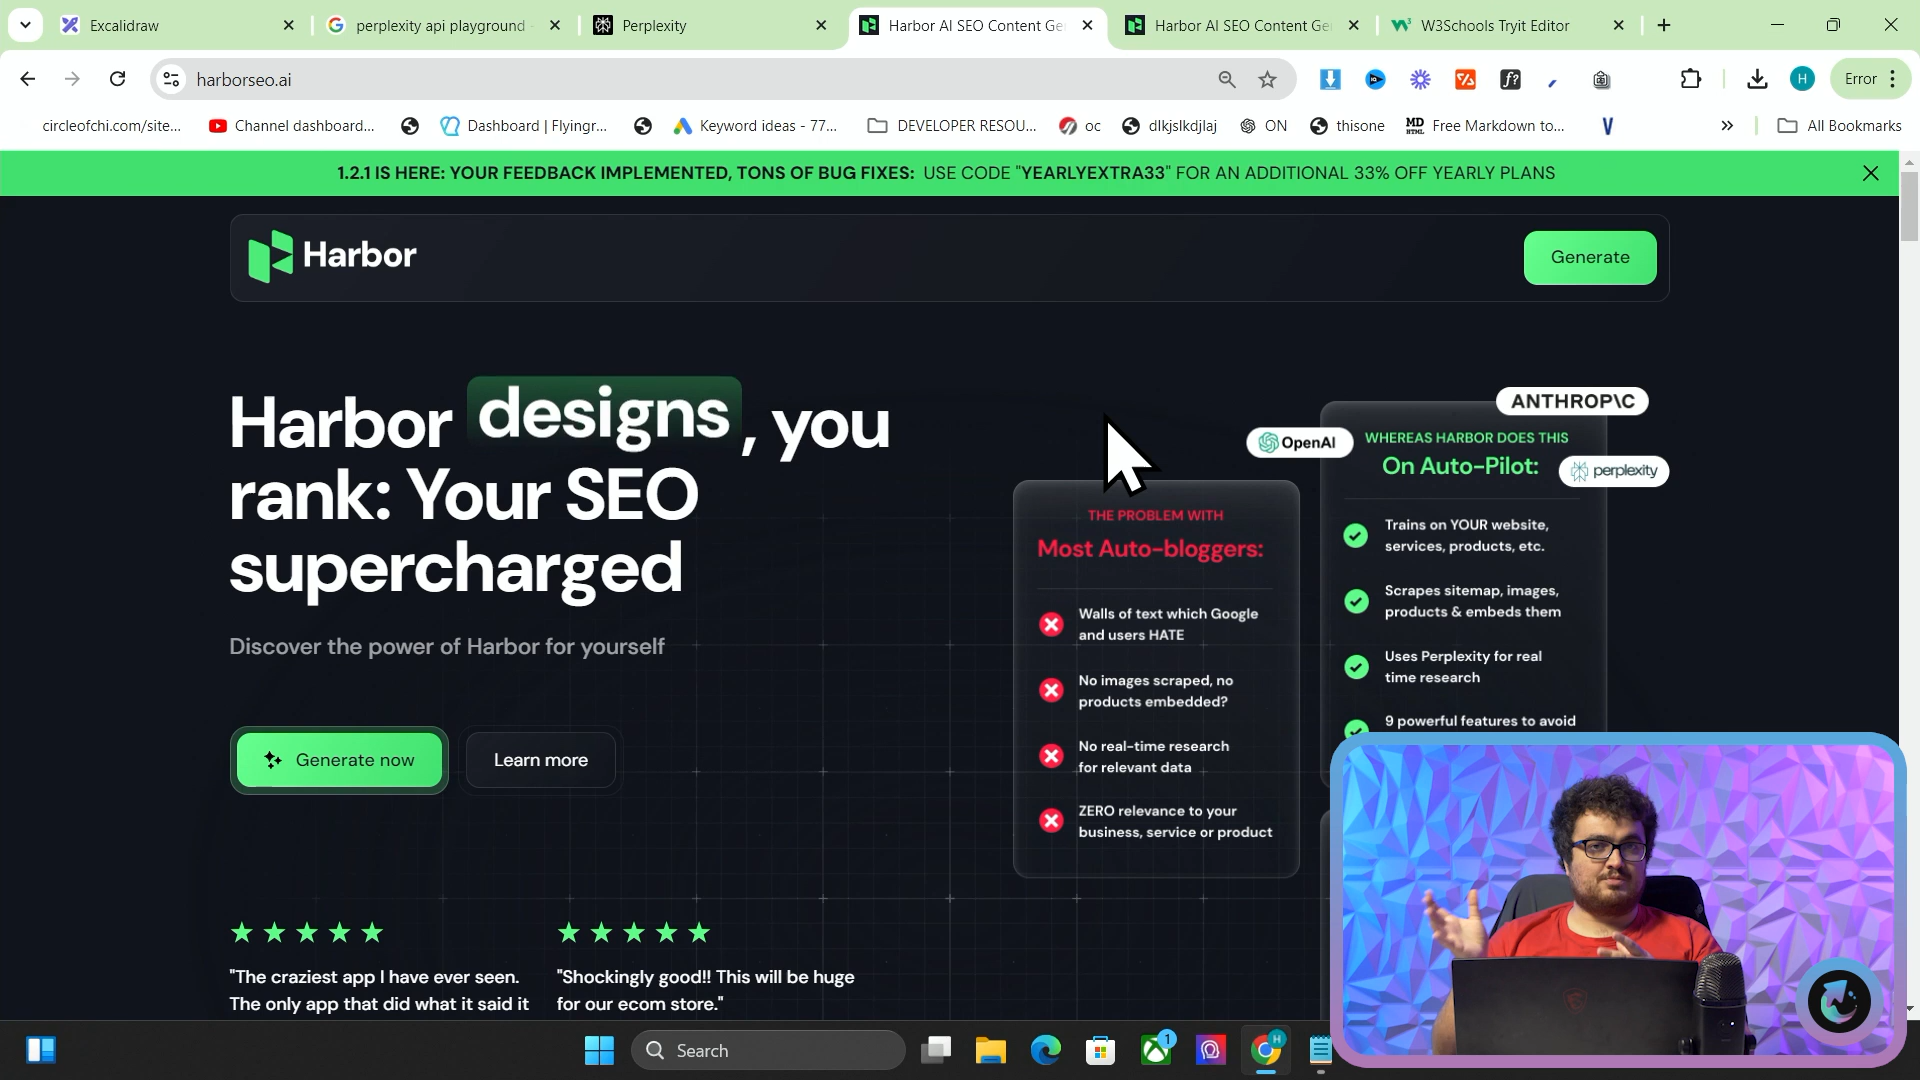 Excalidraw
perplexity api playground -
Perplexity
Harbor AI SEO Content Ge
Harbor AI SEO Content Ge
W3Schools Tryit Editor
harborseo.ai
Error
circleofchi.com/site...
Channel dashboard...
Dashboard | Flyingr...
Keyword ideas - 77...
DEVELOPER RESOU...
oc
dlkjslkdjlaj
ON
thisone
Free Markdown to...
All Bookmarks
1.2.1 IS HERE: YOUR FEEDBACK IMPLEMENTED, TONS OF BUG FIXES: USE CODE "YEARLYEXTRA33" FOR AN ADDITIONAL 33% OFF YEARLY PLANS
Harbor
Generate
Harbor designs, you
rank: Your SEO
supercharged
Discover the power of Harbor for yourself
Generate now
Learn more
THE PROBLEM WITH
Most Auto-bloggers:
Walls of text which Google
and users HATE
No images scraped, no
products embedded?
No real-time research
for relevant data
ZERO relevance to your
business, service or product
ANTHROP\C
OpenAI
WHEREAS HARBOR DOES THIS
On Auto-Pilot:
perplexity
Trains on YOUR website,
services, products, etc.
Scrapes sitemap, images,
products & embeds them
Uses Perplexity for real
time research
9 powerful features to avoid
"The craziest app I have ever seen.
The only app that did what it said it
"Shockingly good!! This will be huge
for our ecom store."
Search